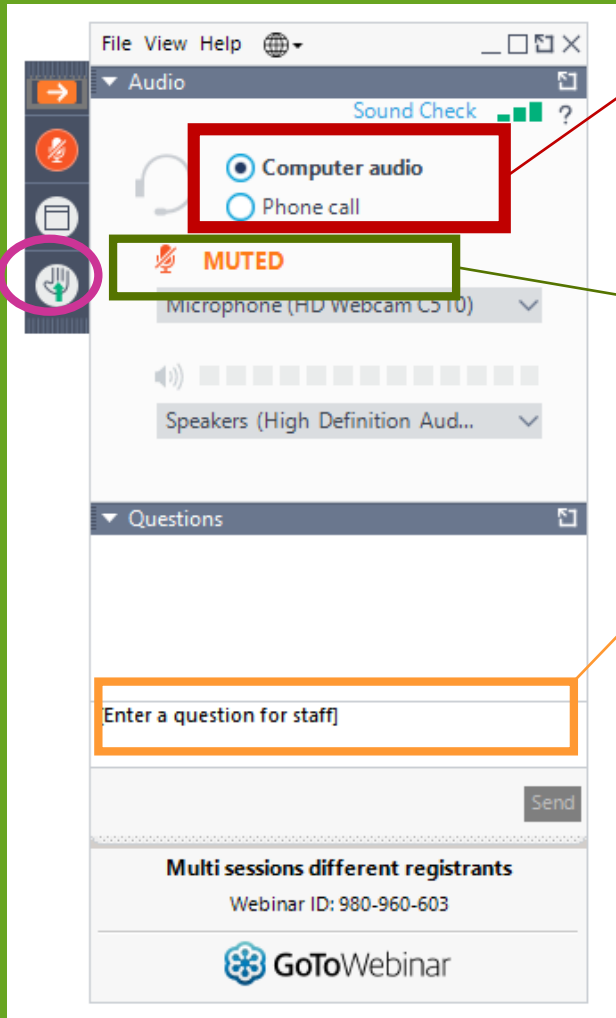 File View Help
Audio
Sound Check ?
Computer audio
Phone call
MUTED
Microphone (HD Webcam C510)
Speakers (High Definition Aud...
Questions
[Enter a question for staff]
Send
Multi sessions different registrants
Webinar ID: 980-960-603
GoToWebinar